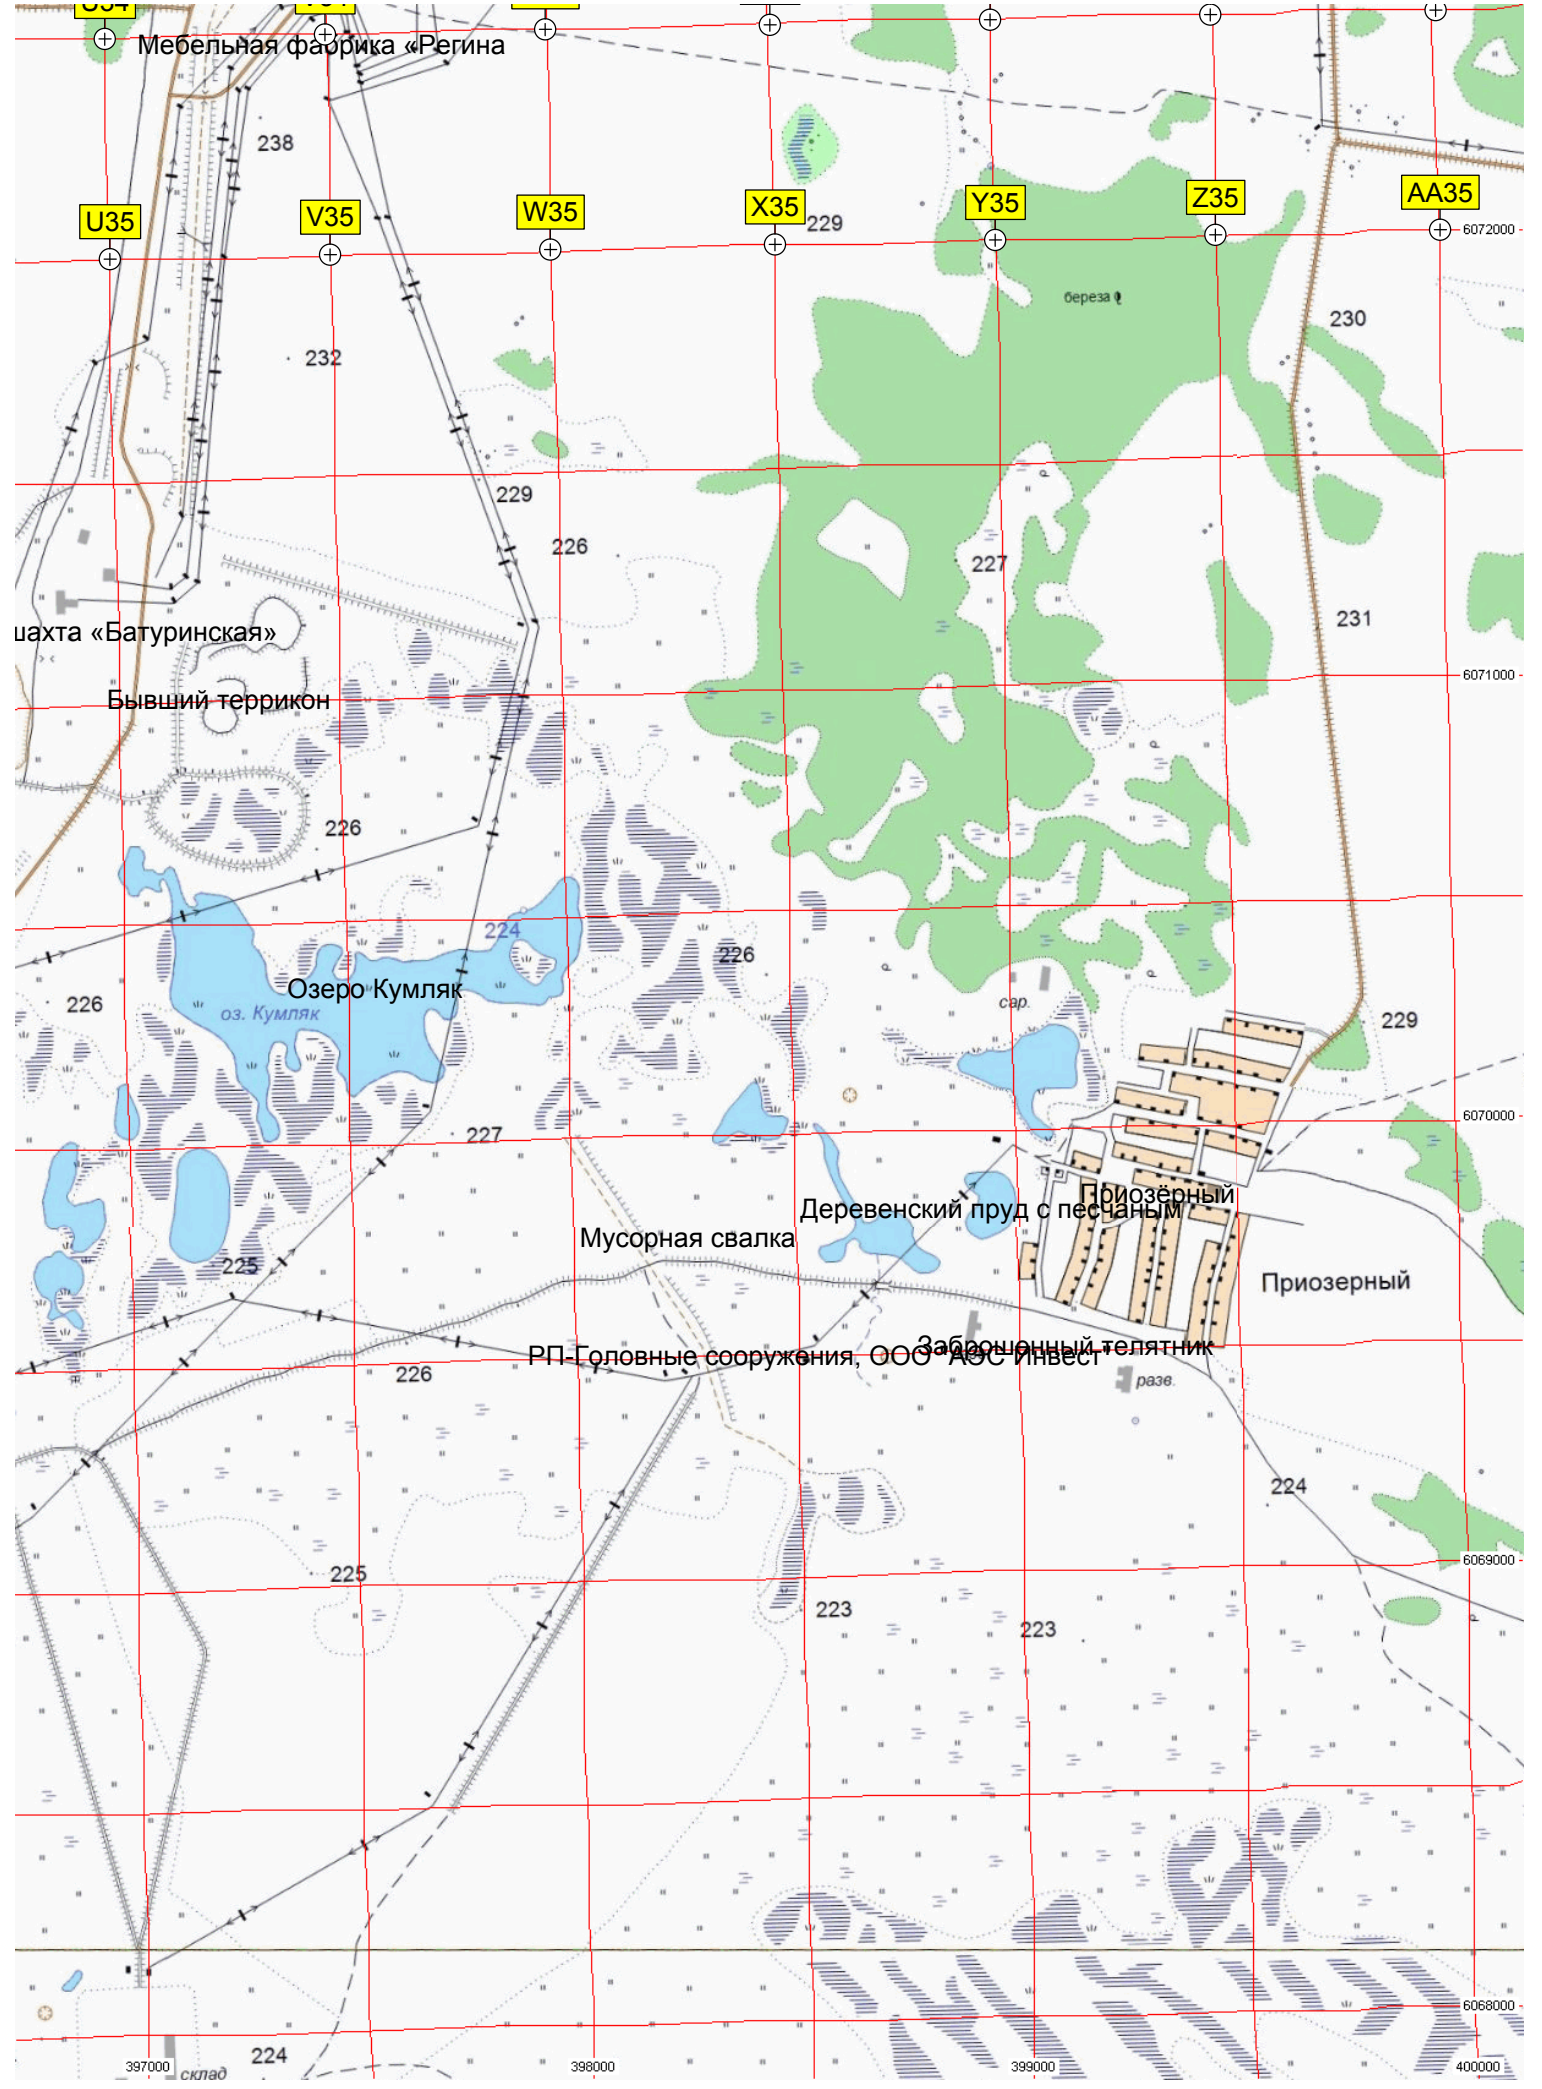 Мебельная фабрика «Регина
238
U35
V35
W35
X35
229
Y35
Z35
AA35
6072000
береза
230
232
229
226
227
231
шахта «Батуринская»
6071000
Бывший террикон
226
224
226
Озеро Кумляк
226
оз. Кумляк
сар.
229
6070000
227
Приозёрный
Деревенский пруд с песчаным
Мусорная свалка
225
Приозерный
Заброшенный телятник
РП-Головные сооружения, ООО "АЭС Инвест"
226
разв.
224
6069000
225
223
223
6068000
224
397000
398000
399000
400000
склад